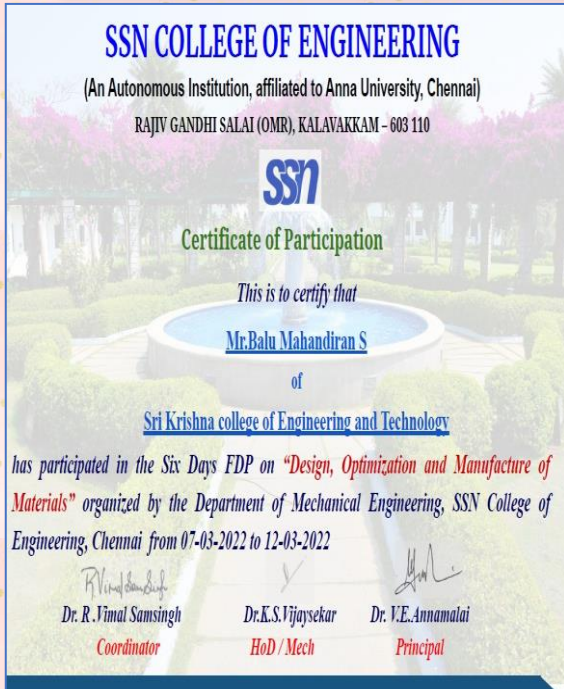 SSN COLLEGE OF ENGINEERING
(An Autonomous Institution, affiliated to Anna University, Chennai)
RAJIV GANDHI SALAI (OMR), KALAVAKKAM – 603 110
ssn
Certificate of Participation
This is to certify that
Mr.Balu Mahandiran S
of
Sri Krishna college of Engineering and Technology
has participated in the Six Days FDP on “Design, Optimization and Manufacture of
Materials” organized by the Department of Mechanical Engineering, SSN College of
Engineering, Chennai from 07-03-2022 to 12-03-2022
Dr. R .Vimal Samsingh Dr.K.S.Vijaysekar Dr. V.E.Annamalai
Coordinator HoD / Mech Principal